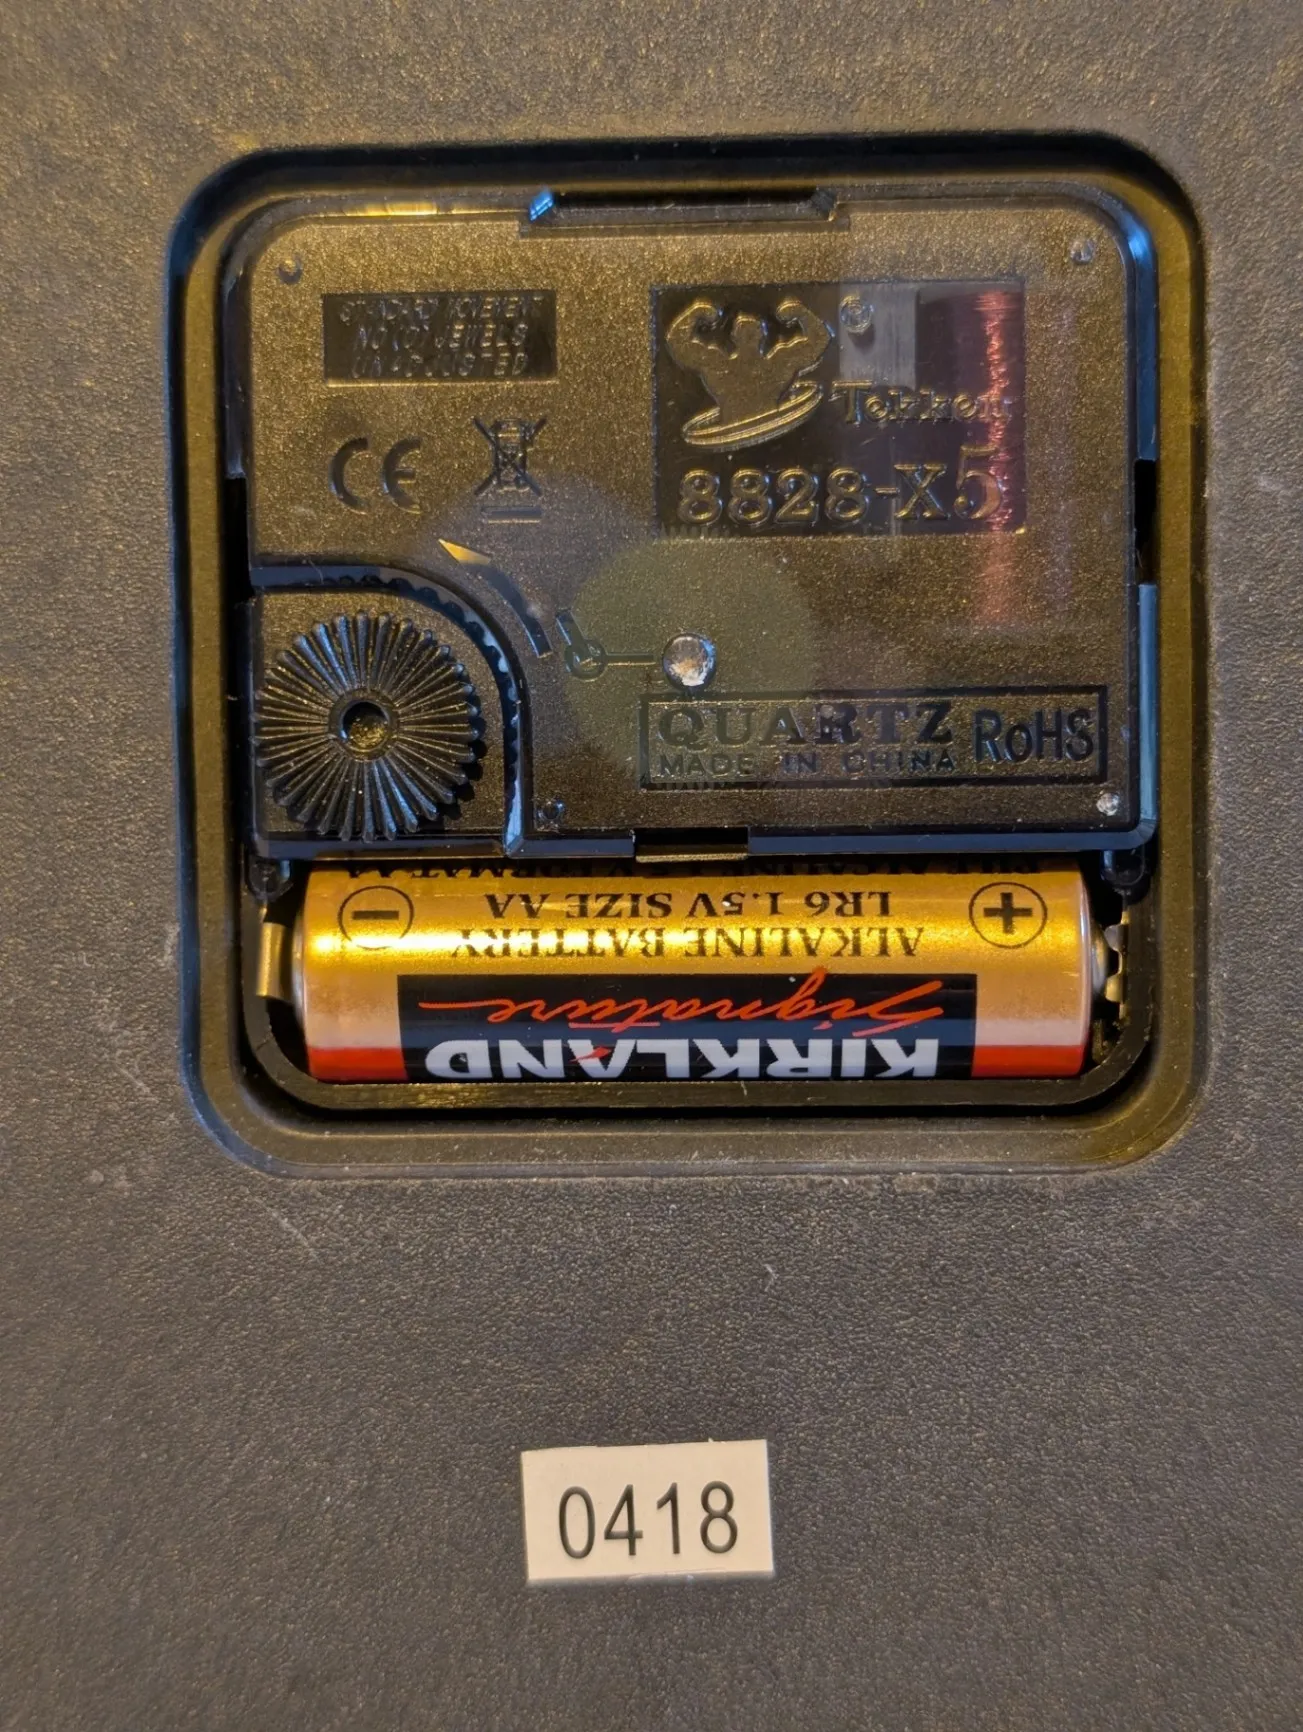 STANDARD MOVEMENT
NO (0) JEWELS
UNADJUSTED
CE
R
Tekken
8828-X5
QUARTZ
MADE IN CHINA
RoHS
KIRKLAND
Signature
ALKALINE BATTERY
LR6 1.5V SIZE AA
0418